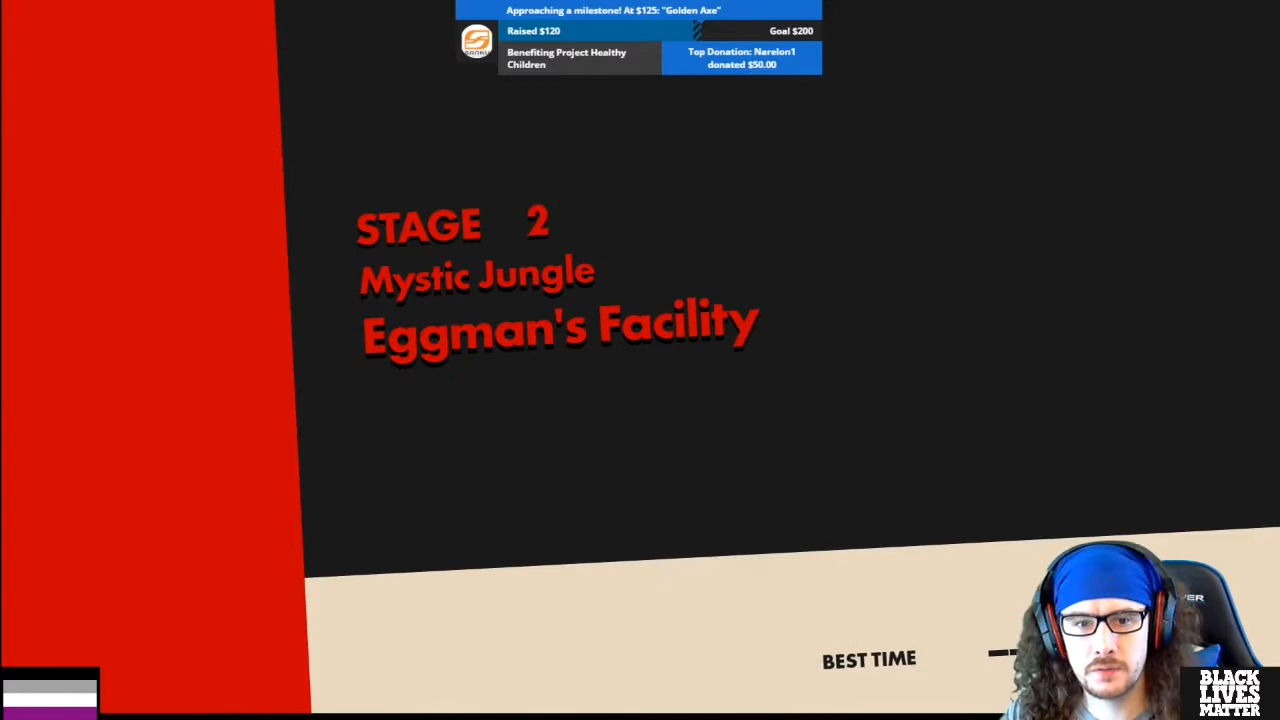 Approaching a milestone! At $125: "Golden Axe"
Raised $120
Goal $200
SANKU
Benefiting Project Healthy
Children
Top Donation: Narelon1
donated $50.00
STAGE 2
Mystic Jungle
Eggman's Facility
BEST TIME
BLACK
LIVES
MATTER